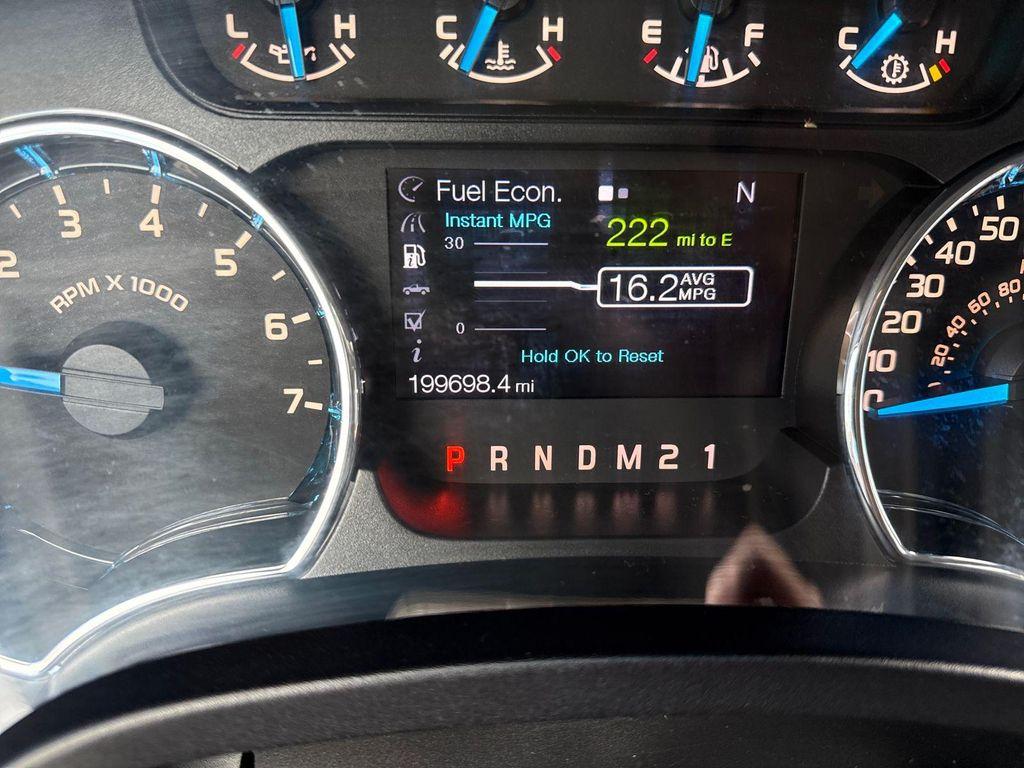 L H
C H
E F
C H
Fuel Econ.
N
Instant MPG
222 mi to E
30
16.2 AVG MPG
0
Hold OK to Reset
199698.4 mi
P R N D M 2 1
2 3 4 5 6 7
RPM X 1000
0 10 20 30 40 50
20 40 60 80